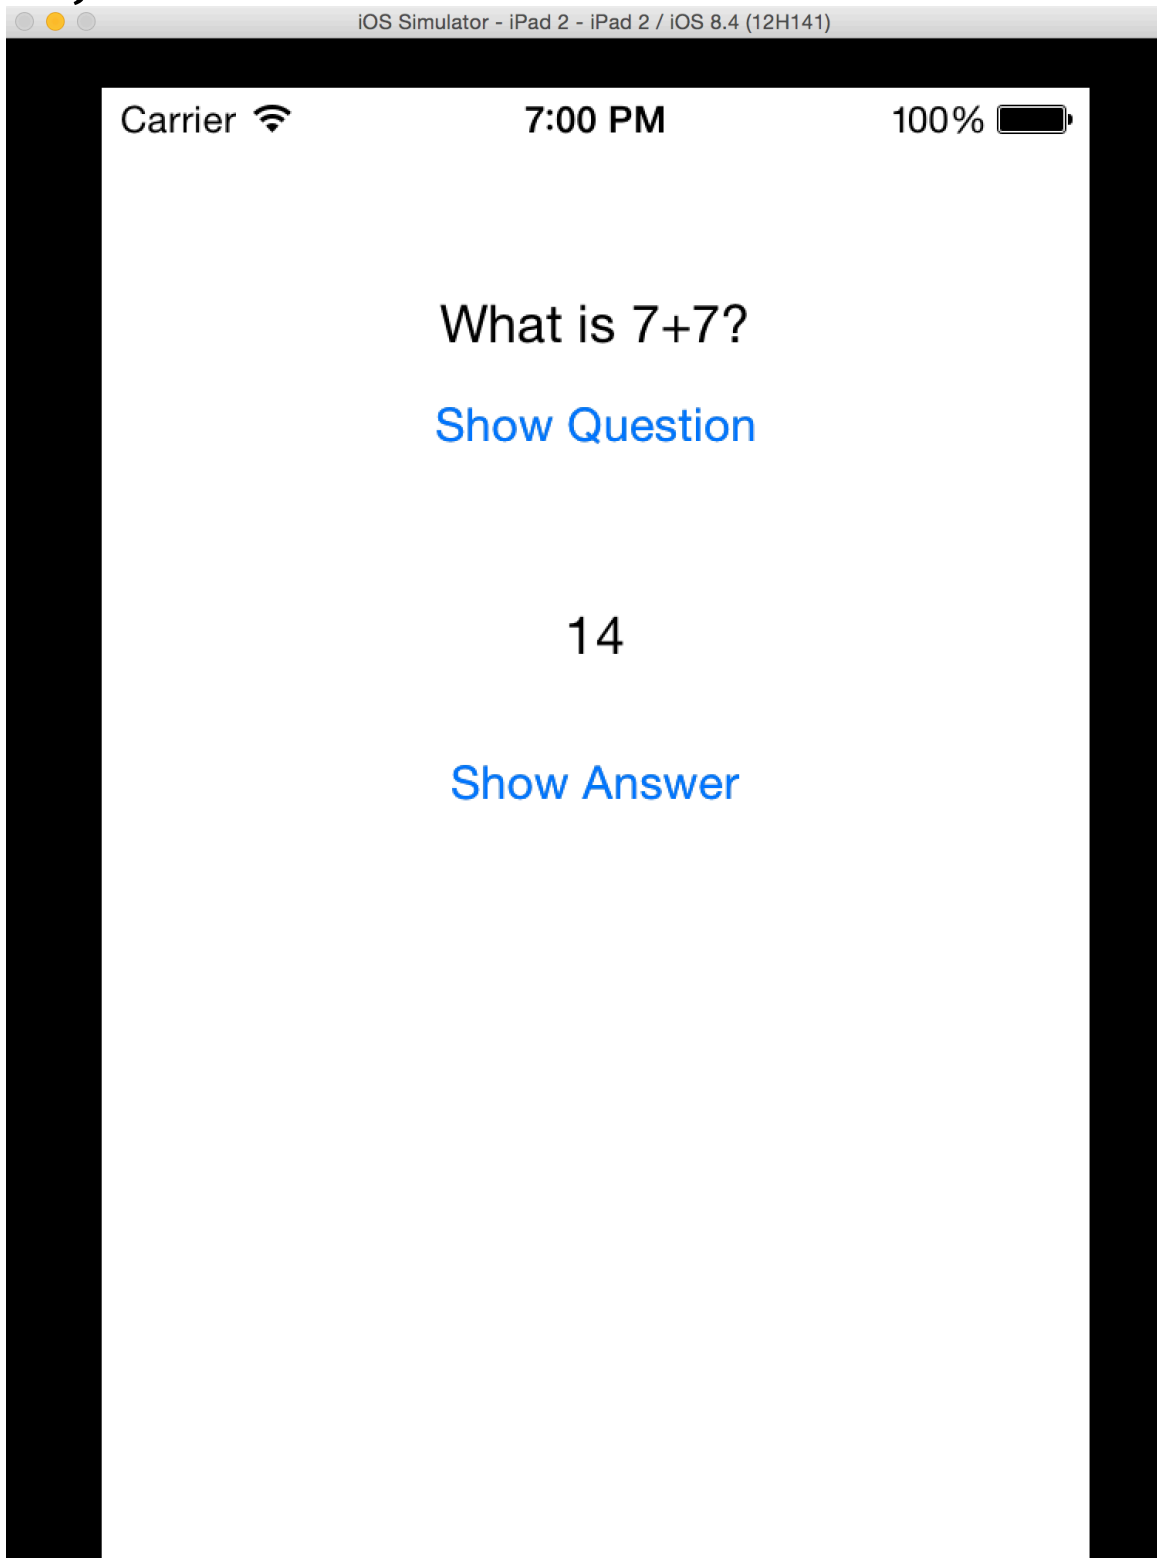 iOS Simulator - iPad 2 - iPad 2 / iOS 8.4 (12H141)
Carrier 7:00 PM 100%
What is 7+7?
Show Question
14
Show Answer